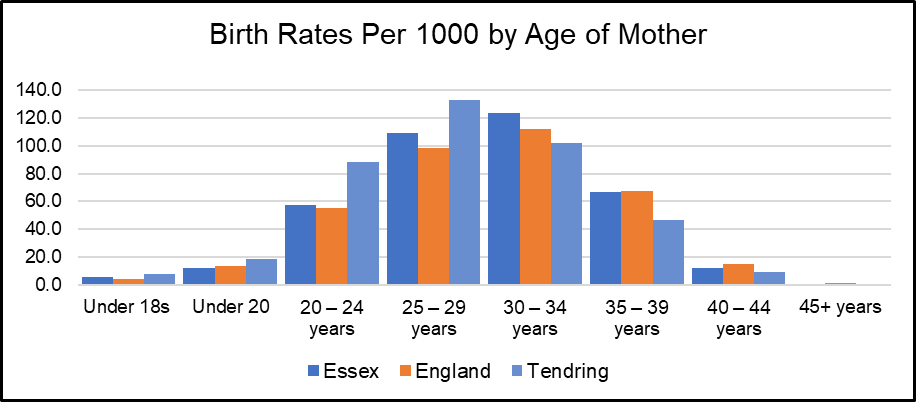 Birth Rates Per 1000 by Age of Mother
140.0
120.0
100.0
80.0
60.0
40.0
20.0
0.0
Under 18s Under 20 20 – 24 25 – 29 30 – 34 35 – 39 40 – 44 45+ years
years years years years years
Essex England Tendring